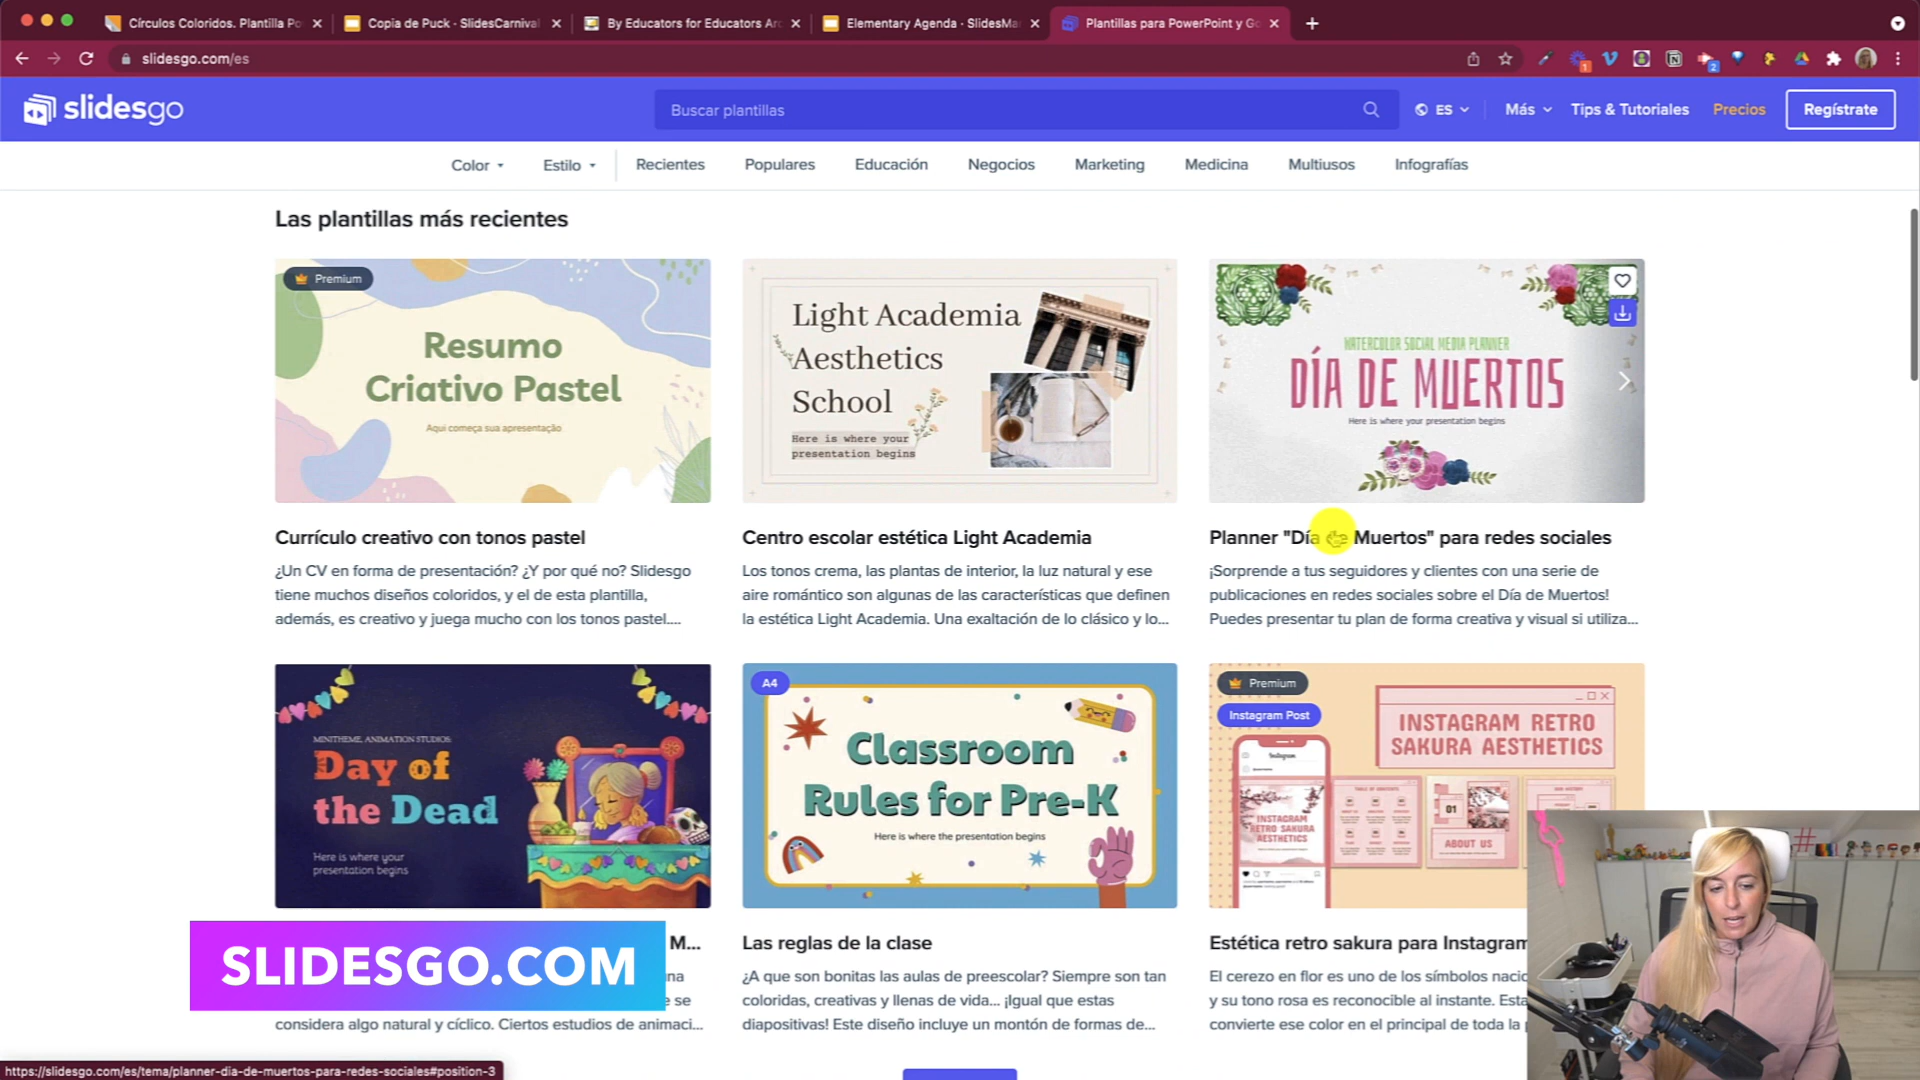 Círculos Coloridos. Plantilla Po
Copia de Puck - SlidesCarnival
By Educators for Educators Ar
Elementary Agenda · SlidesMa
Plantillas para PowerPoint y Go
slidesgo.com/es
slidesgo
Buscar plantillas
ES
Más
Tips & Tutoriales
Precios
Regístrate
Color
Estilo
Recientes
Populares
Educación
Negocios
Marketing
Medicina
Multiusos
Infografías
Las plantillas más recientes
Premium
Resumo
Criativo Pastel
Aqui começa sua apresentação
Light Academia
Aesthetics
School
Here is where your
presentation begins
WATERCOLOR SOCIAL MEDIA PLANNER
DÍA DE MUERTOS
Here is where your presentation begins
Currículo creativo con tonos pastel
¿Un CV en forma de presentación? ¿Y por qué no? Slidesgo
tiene muchos diseños coloridos, y el de esta plantilla,
además, es creativo y juega mucho con los tonos pastel....
Centro escolar estética Light Academia
Los tonos crema, las plantas de interior, la luz natural y ese
aire romántico son algunas de las características que definen
la estética Light Academia. Una exaltación de lo clásico y lo...
Planner "Día de Muertos" para redes sociales
¡Sorprende a tus seguidores y clientes con una serie de
publicaciones en redes sociales sobre el Día de Muertos!
Puedes presentar tu plan de forma creativa y visual si utiliza...
MINITHEME, ANIMATION STUDIOS:
Day of
the Dead
Here is where your
presentation begins
A4
Classroom
Rules for Pre-K
Here is where the presentation begins
Premium
Instagram Post
INSTAGRAM RETRO
SAKURA AESTHETICS
Instagram
INSTAGRAM
RETRO SAKURA
AESTHETICS
TABLE OF CONTENTS
01
ABOUT US
M...
una
se
considera algo natural y cíclico. Ciertos estudios de animaci...
SLIDESGO.COM
Las reglas de la clase
¿A que son bonitas las aulas de preescolar? Siempre son tan
coloridas, creativas y llenas de vida... ¡Igual que estas
diapositivas! Este diseño incluye un montón de formas de...
Estética retro sakura para Instagram
El cerezo en flor es uno de los símbolos nacio
y su tono rosa es reconocible al instante. Esta
convierte ese color en el principal de toda la p
https://slidesgo.com/es/tema/planner-dia-de-muertos-para-redes-sociales#position-3